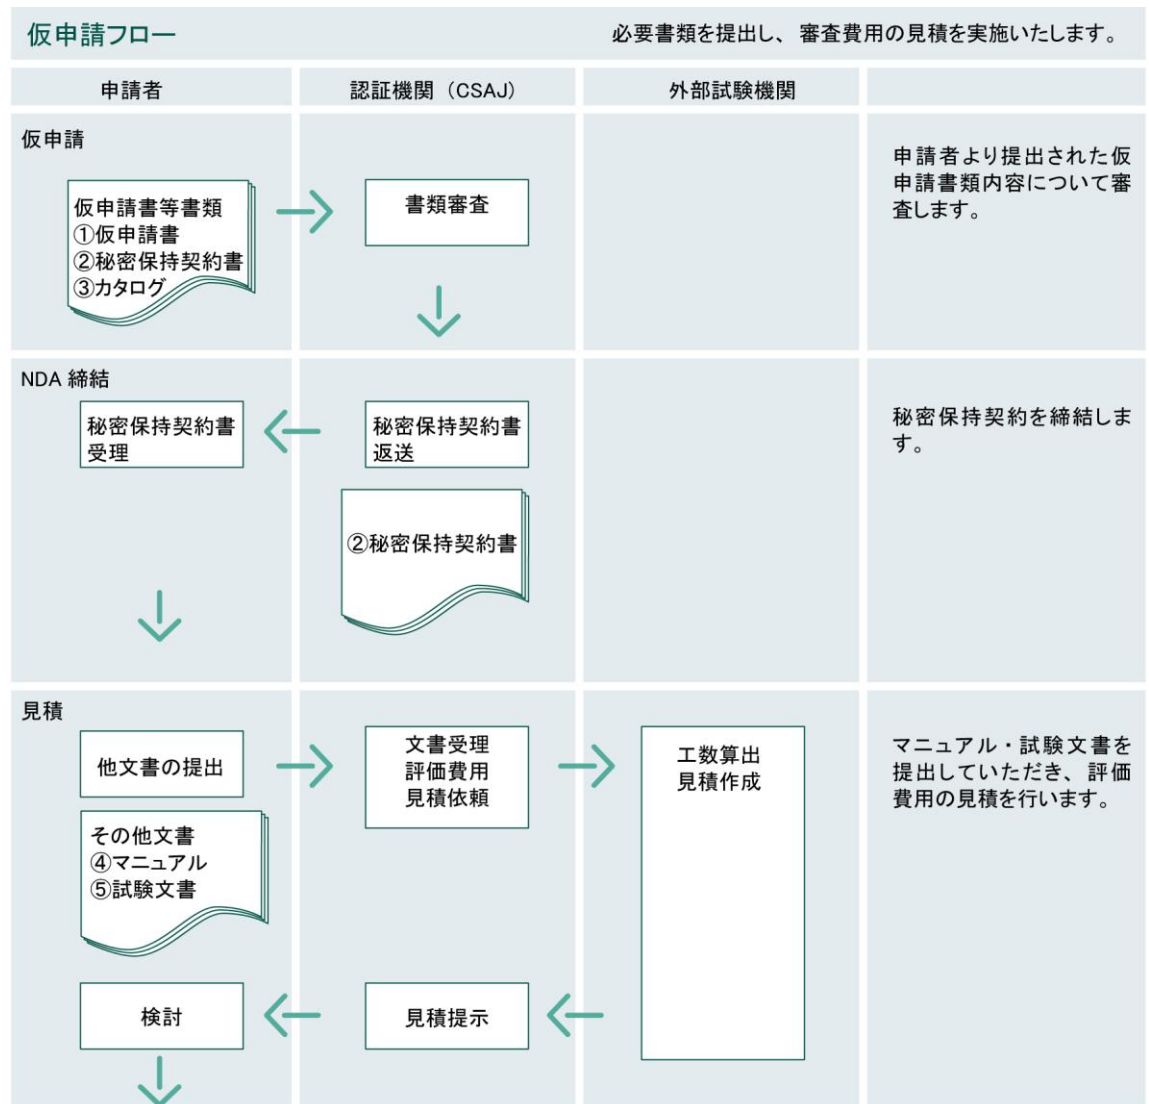 仮申請フロー
必要書類を提出し、審査費用の見積を実施いたします。
申請者
認証機関（CSAJ）
外部試験機関
仮申請
仮申請書等書類
①仮申請書
②秘密保持契約書
③カタログ
書類審査
申請者より提出された仮
申請書類内容について審
査します。
NDA 締結
秘密保持契約書
受理
秘密保持契約書
返送
②秘密保持契約書
秘密保持契約を締結しま
す。
見積
他文書の提出
文書受理
評価費用
見積依頼
工数算出
見積作成
マニュアル・試験文書を
提出していただき、評価
費用の見積を行います。
その他文書
④マニュアル
⑤試験文書
検討
見積提示